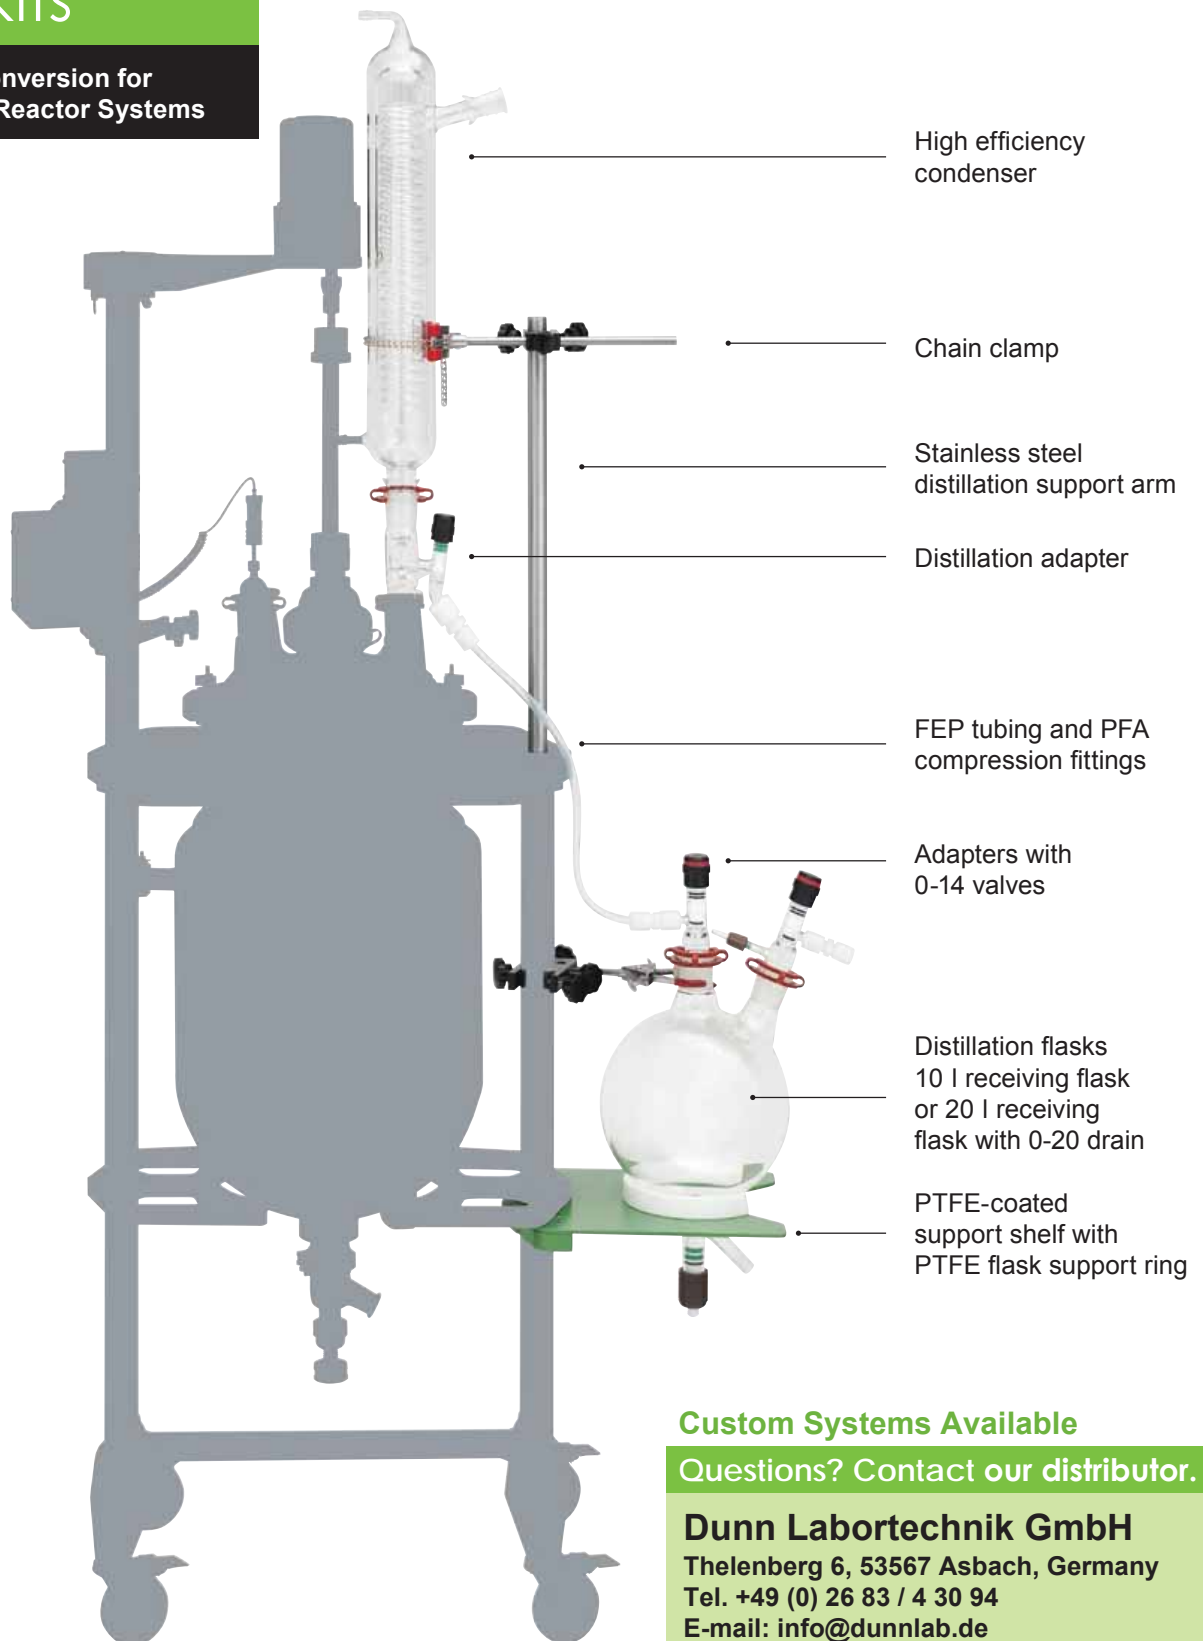 KITS
Reactor Systems
High efficiency
condenser
Chain clamp
Stainless steel
distillation support arm
Distillation adapter
FEP tubing and PFA
compression fittings
Adapters with
0-14 valves
Distillation flasks
10 l receiving flask
or 20 l receiving
flask with 0-20 drain
PTFE-coated
support shelf with
PTFE flask support ring
Custom Systems Available
Questions? Contact our distributor.
Dunn Labortechnik GmbH
Thelenberg 6, 53567 Asbach, Germany
Tel. +49 (0) 26 83 / 4 30 94
E-mail: info@dunnlab.de